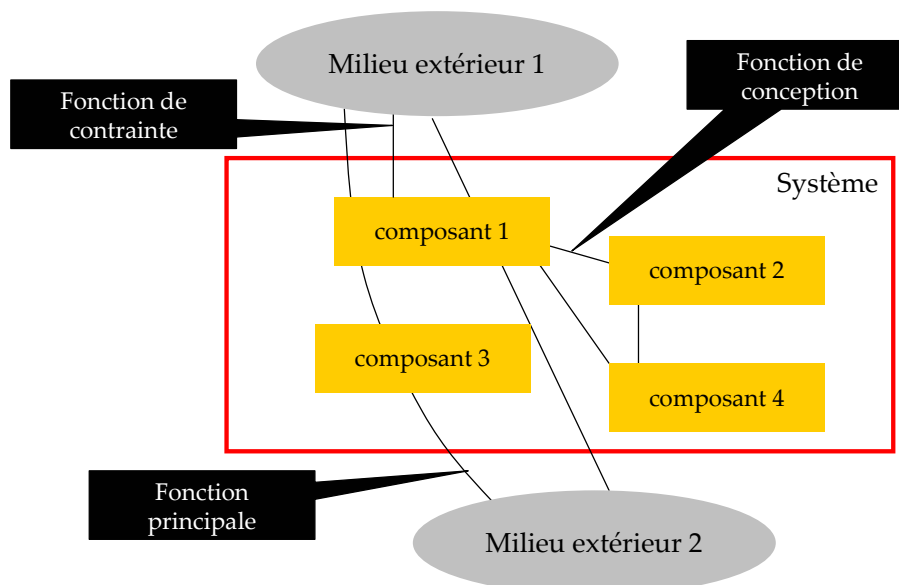 Milieu extérieur 1
Fonction de
conception
Fonction de
contrainte
Système
composant 1
composant 2
composant 3
composant 4
Fonction
principale
Milieu extérieur 2